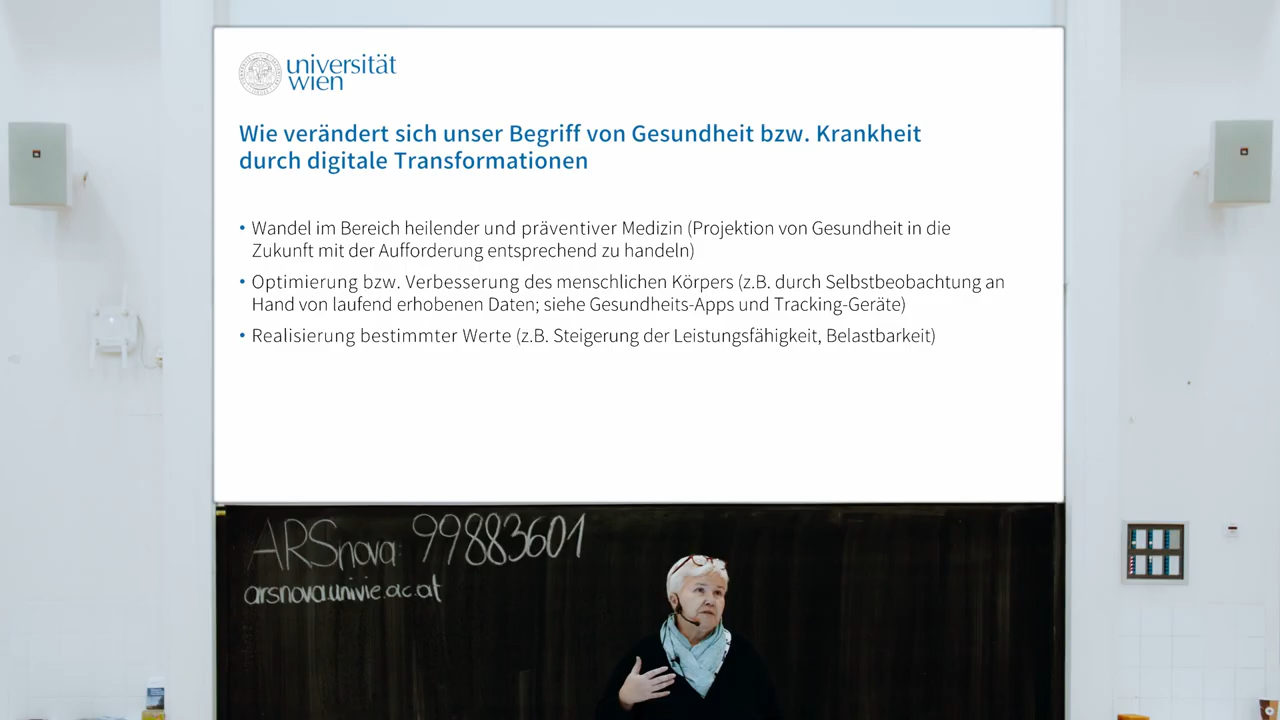 universität
wien
Wie verändert sich unser Begriff von Gesundheit bzw. Krankheit
durch digitale Transformationen
• Wandel im Bereich heilender und präventiver Medizin (Projektion von Gesundheit in die
Zukunft mit der Aufforderung entsprechend zu handeln)
• Optimierung bzw. Verbesserung des menschlichen Körpers (z.B. durch Selbstbeobachtung an
Hand von laufend erhobenen Daten; siehe Gesundheits-Apps und Tracking-Geräte)
• Realisierung bestimmter Werte (z.B. Steigerung der Leistungsfähigkeit, Belastbarkeit)
ARSnova: 99883601
arsnova.univie.ac.at